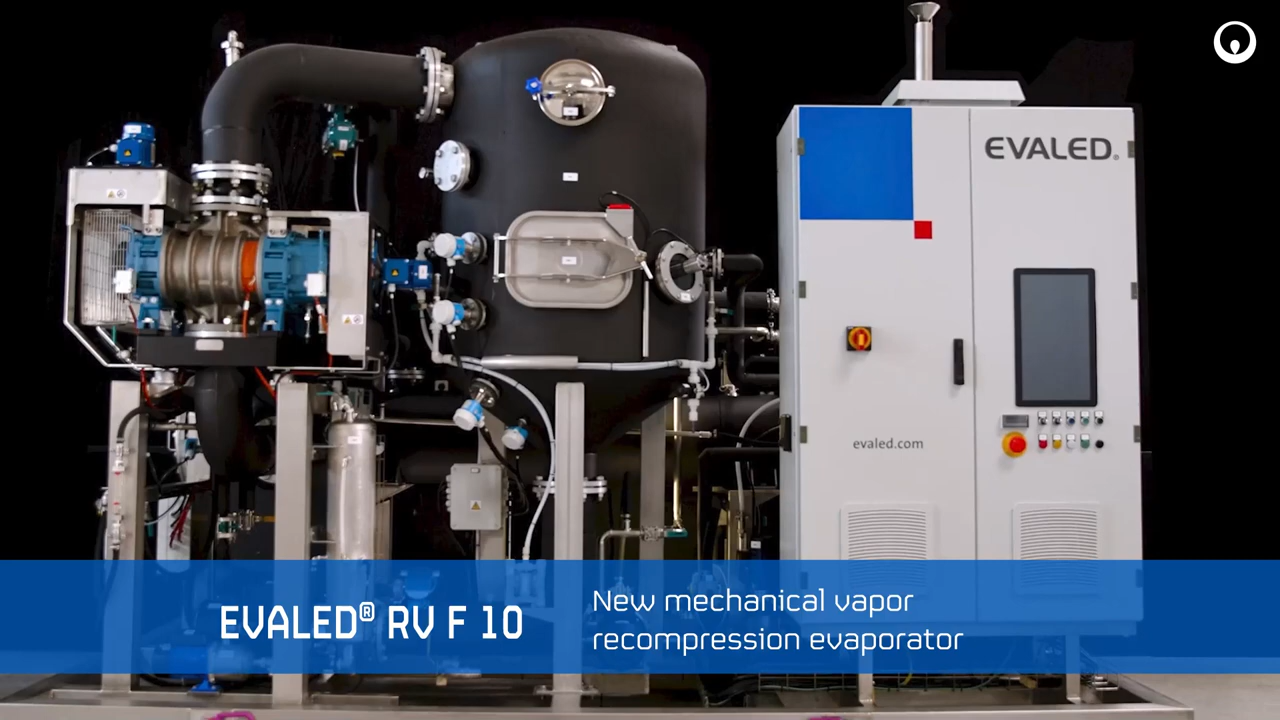 EVALED®
evaled.com
EVALED® RV F 10
New mechanical vapor
recompression evaporator